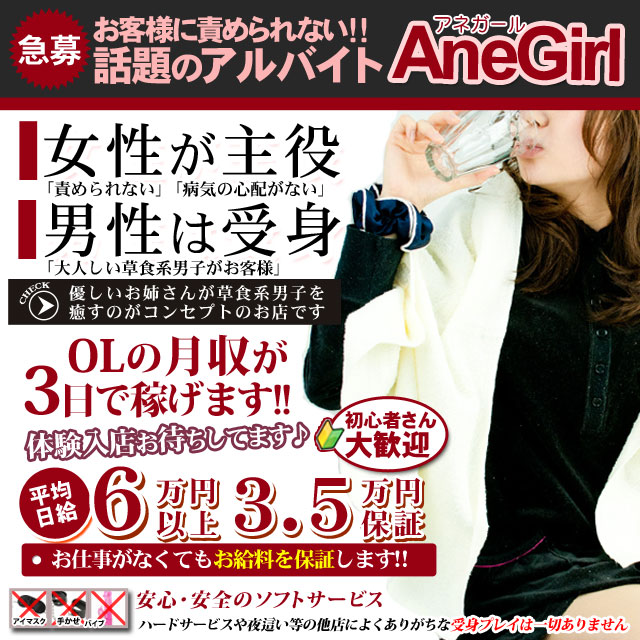 急募
お客様に責められない!!
話題のアルバイト
アネガール
AneGirl
女性が主役
「責められない」「病気の心配がない」
男性は受身
「大人しい草食系男子がお客様」
CHECK
優しいお姉さんが草食系男子を
癒すのがコンセプトのお店です
OLの月収が
3日で稼げます!!
体験入店お待ちしてます♪
初心者さん
大歓迎
平均
日給
6万円以上
3.5万円保証
● お仕事がなくてもお給料を保証します!!
アイマスク
手かせ
バイブ
安心・安全のソフトサービス
ハードサービスや夜這い等の他店によくありがちな受身プレイは一切ありません